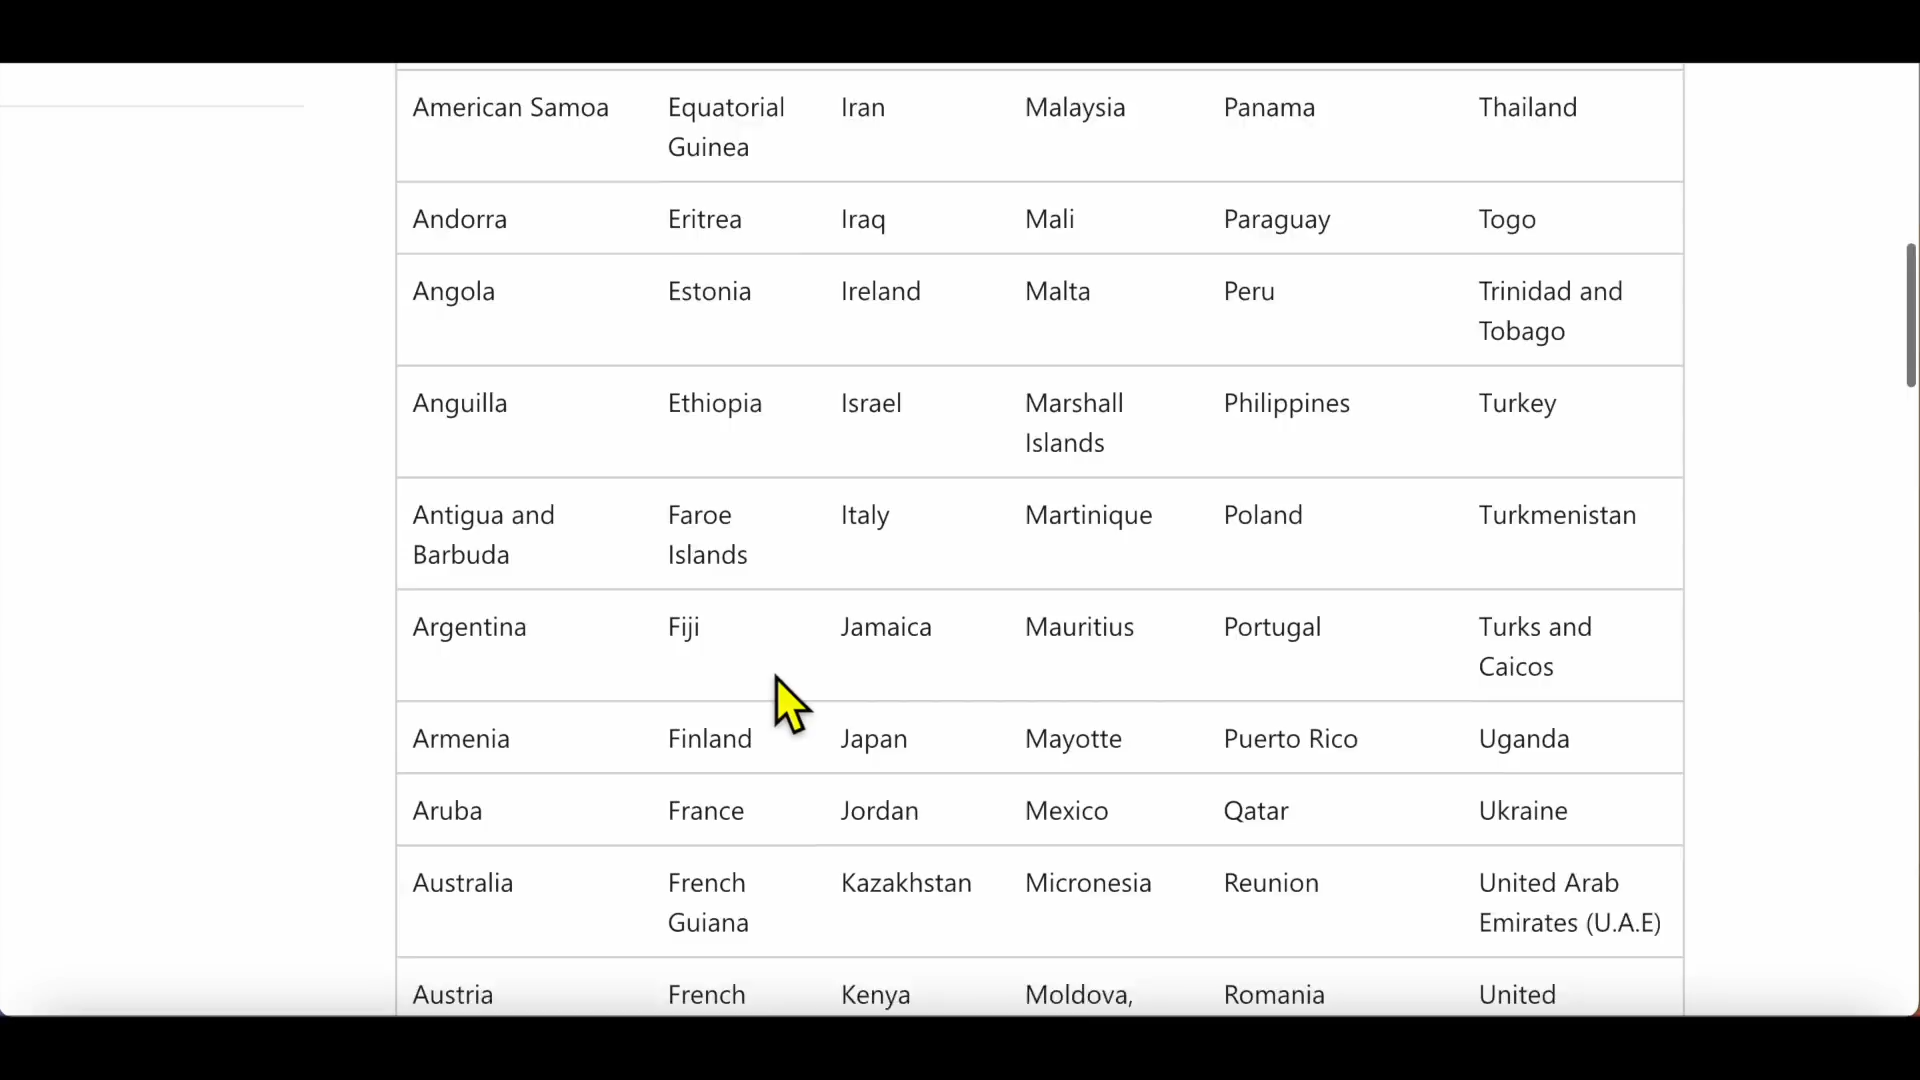 American Samoa Equatorial Iran Malaysia Panama Thailand
Guinea
Andorra Eritrea Iraq Mali Paraguay Togo
Angola Estonia Ireland Malta Peru Trinidad and
Tobago
Anguilla Ethiopia Israel Marshall Philippines Turkey
Islands
Antigua and Faroe Italy Martinique Poland Turkmenistan
Barbuda Islands
Argentina Fiji Jamaica Mauritius Portugal Turks and
Caicos
Armenia Finland Japan Mayotte Puerto Rico Uganda
Aruba France Jordan Mexico Qatar Ukraine
Australia French Kazakhstan Micronesia Reunion United Arab
Guiana Emirates (U.A.E)
Austria French Kenya Moldova, Romania United